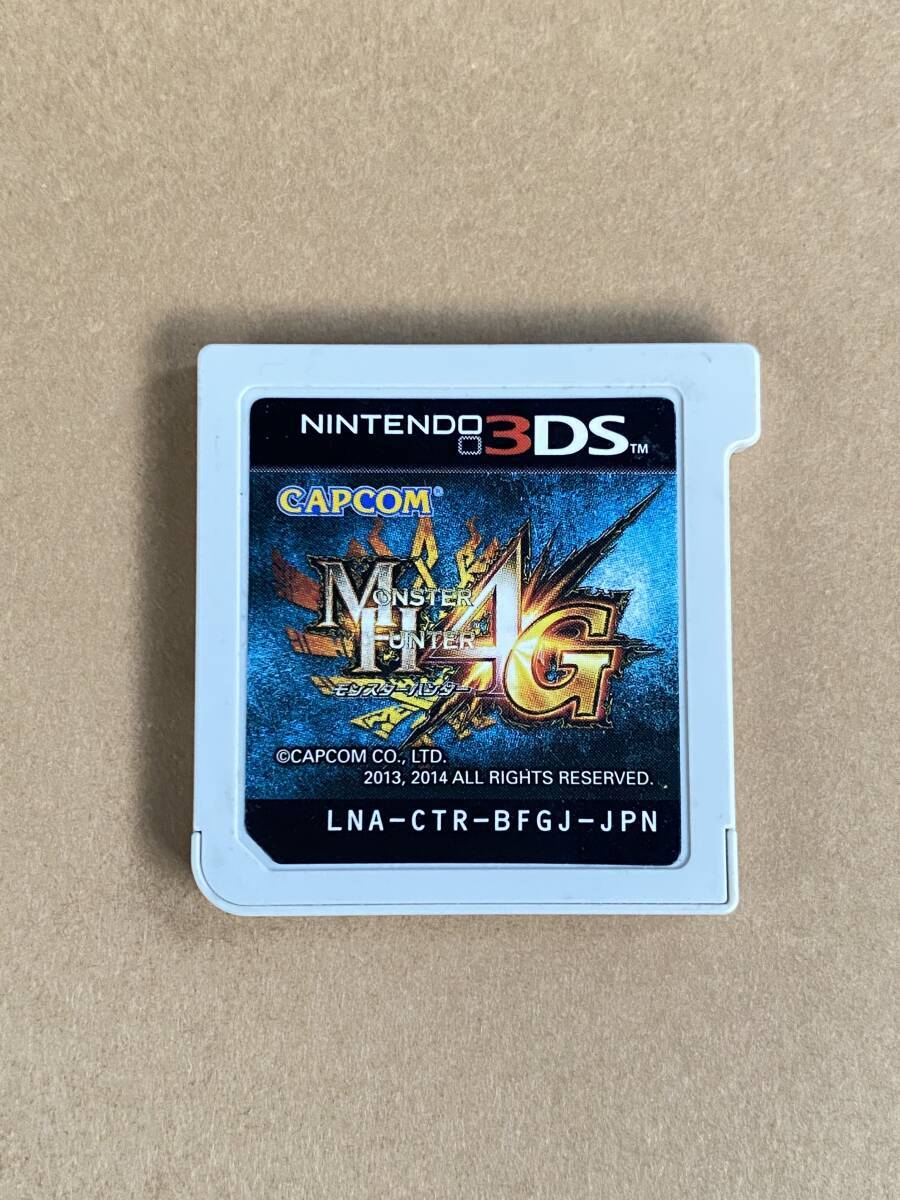 NINTENDO 3DS™
CAPCOM®
MONSTER
HUNTER 4G
モンスターハンター
©CAPCOM CO., LTD.
2013, 2014 ALL RIGHTS RESERVED.
LNA-CTR-BFGJ-JPN